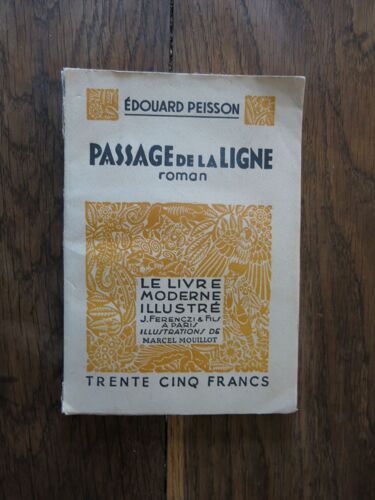 ÉDOUARD PEISSON
PASSAGE DE LA LIGNE
roman
LE LIVRE
MODERNE
ILLUSTRÉ
J. FERENCZI & FILS
A PARIS
ILLUSTRATIONS DE
MARCEL MOUILLOT
TRENTE CINQ FRANCS